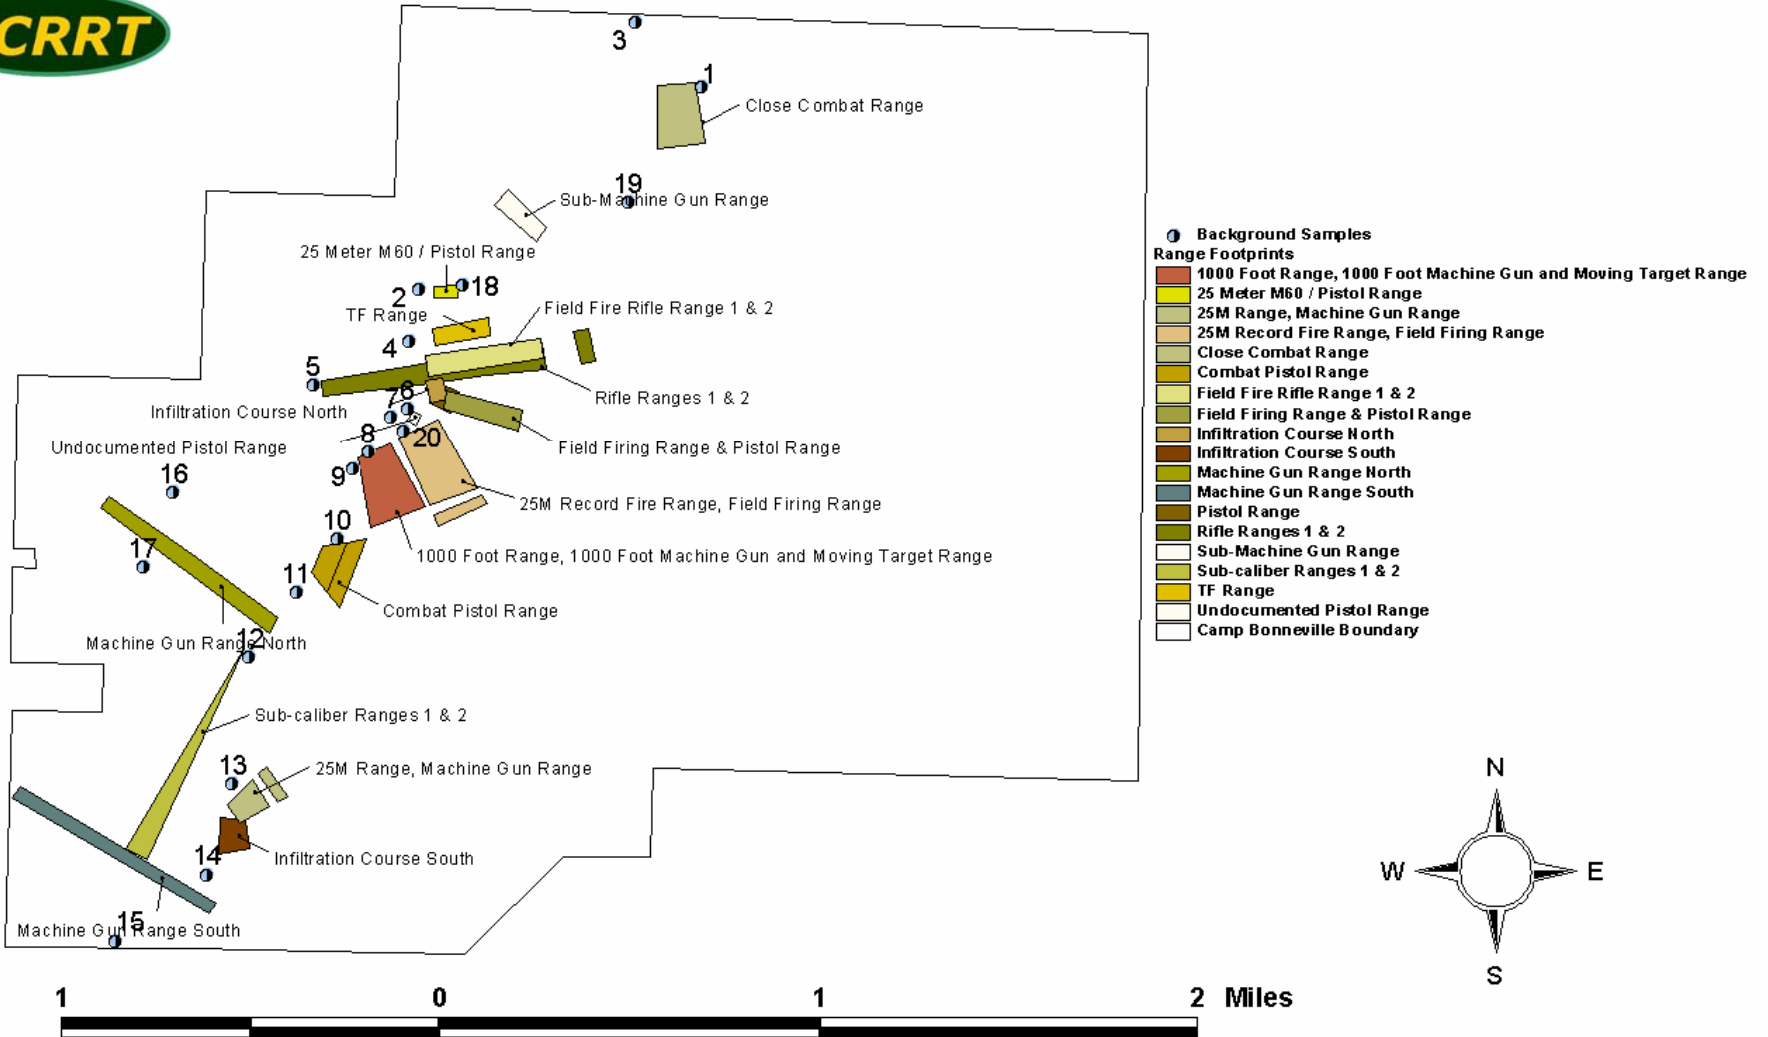 CRRT
3
1
Close Combat Range
19
Sub-Machine Gun Range
25 Meter M60 / Pistol Range
2
18
TF Range
Field Fire Rifle Range 1 & 2
4
5
Rifle Ranges 1 & 2
Infiltration Course North
7
6
Undocumented Pistol Range
8
20
Field Firing Range & Pistol Range
16
9
25M Record Fire Range, Field Firing Range
10
17
1000 Foot Range, 1000 Foot Machine Gun and Moving Target Range
11
Combat Pistol Range
12
Machine Gun Range North
Sub-caliber Ranges 1 & 2
13
25M Range, Machine Gun Range
14
Infiltration Course South
15
Machine Gun Range South
Background Samples
Range Footprints
1000 Foot Range, 1000 Foot Machine Gun and Moving Target Range
25 Meter M60 / Pistol Range
25M Range, Machine Gun Range
25M Record Fire Range, Field Firing Range
Close Combat Range
Combat Pistol Range
Field Fire Rifle Range 1 & 2
Field Firing Range & Pistol Range
Infiltration Course North
Infiltration Course South
Machine Gun Range North
Machine Gun Range South
Pistol Range
Rifle Ranges 1 & 2
Sub-Machine Gun Range
Sub-caliber Ranges 1 & 2
TF Range
Undocumented Pistol Range
Camp Bonneville Boundary
N
W E
S
1 0 1 2 Miles